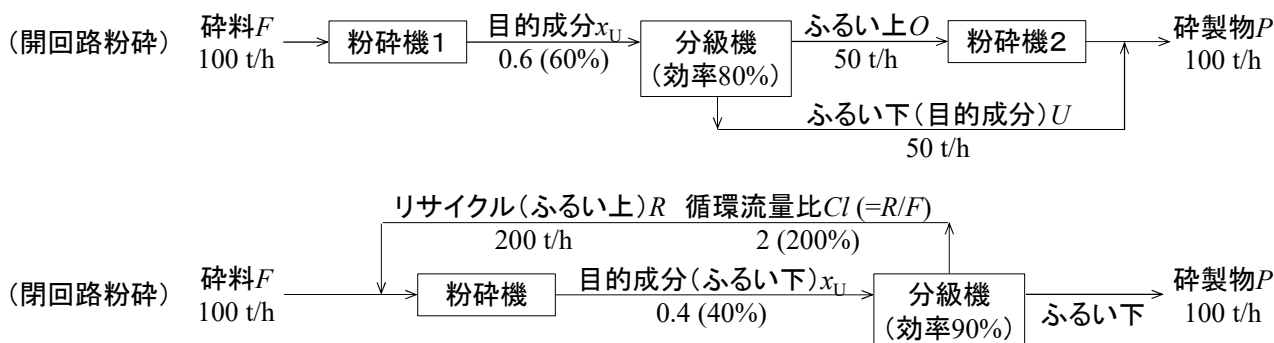 (開回路粉砕)
砕料F
100 t/h
粉砕機1
目的成分xU
0.6 (60%)
分級機
(効率80%)
ふるい上O
50 t/h
粉砕機2
砕製物P
100 t/h
ふるい下(目的成分)U
50 t/h
リサイクル(ふるい上)R 循環流量比Cl (=R/F)
200 t/h
2 (200%)
(閉回路粉砕)
砕料F
100 t/h
粉砕機
目的成分(ふるい下)xU
0.4 (40%)
分級機
(効率90%)
ふるい下
砕製物P
100 t/h